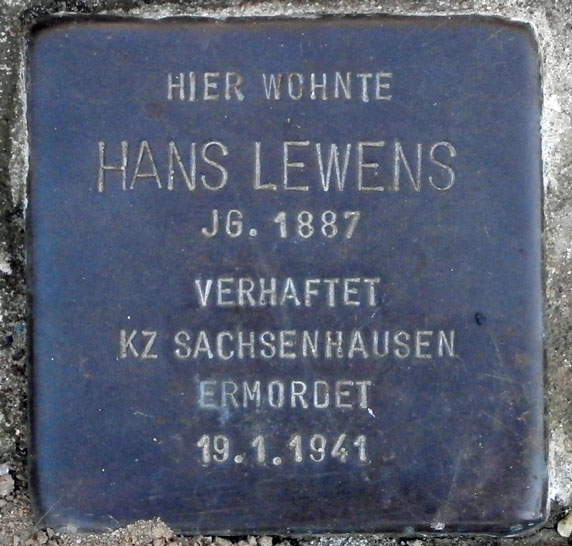 HIER WOHNTE
HANS LEWENS
JG. 1887
VERHAFTET
KZ SACHSENHAUSEN
ERMORDET
19.1.1941